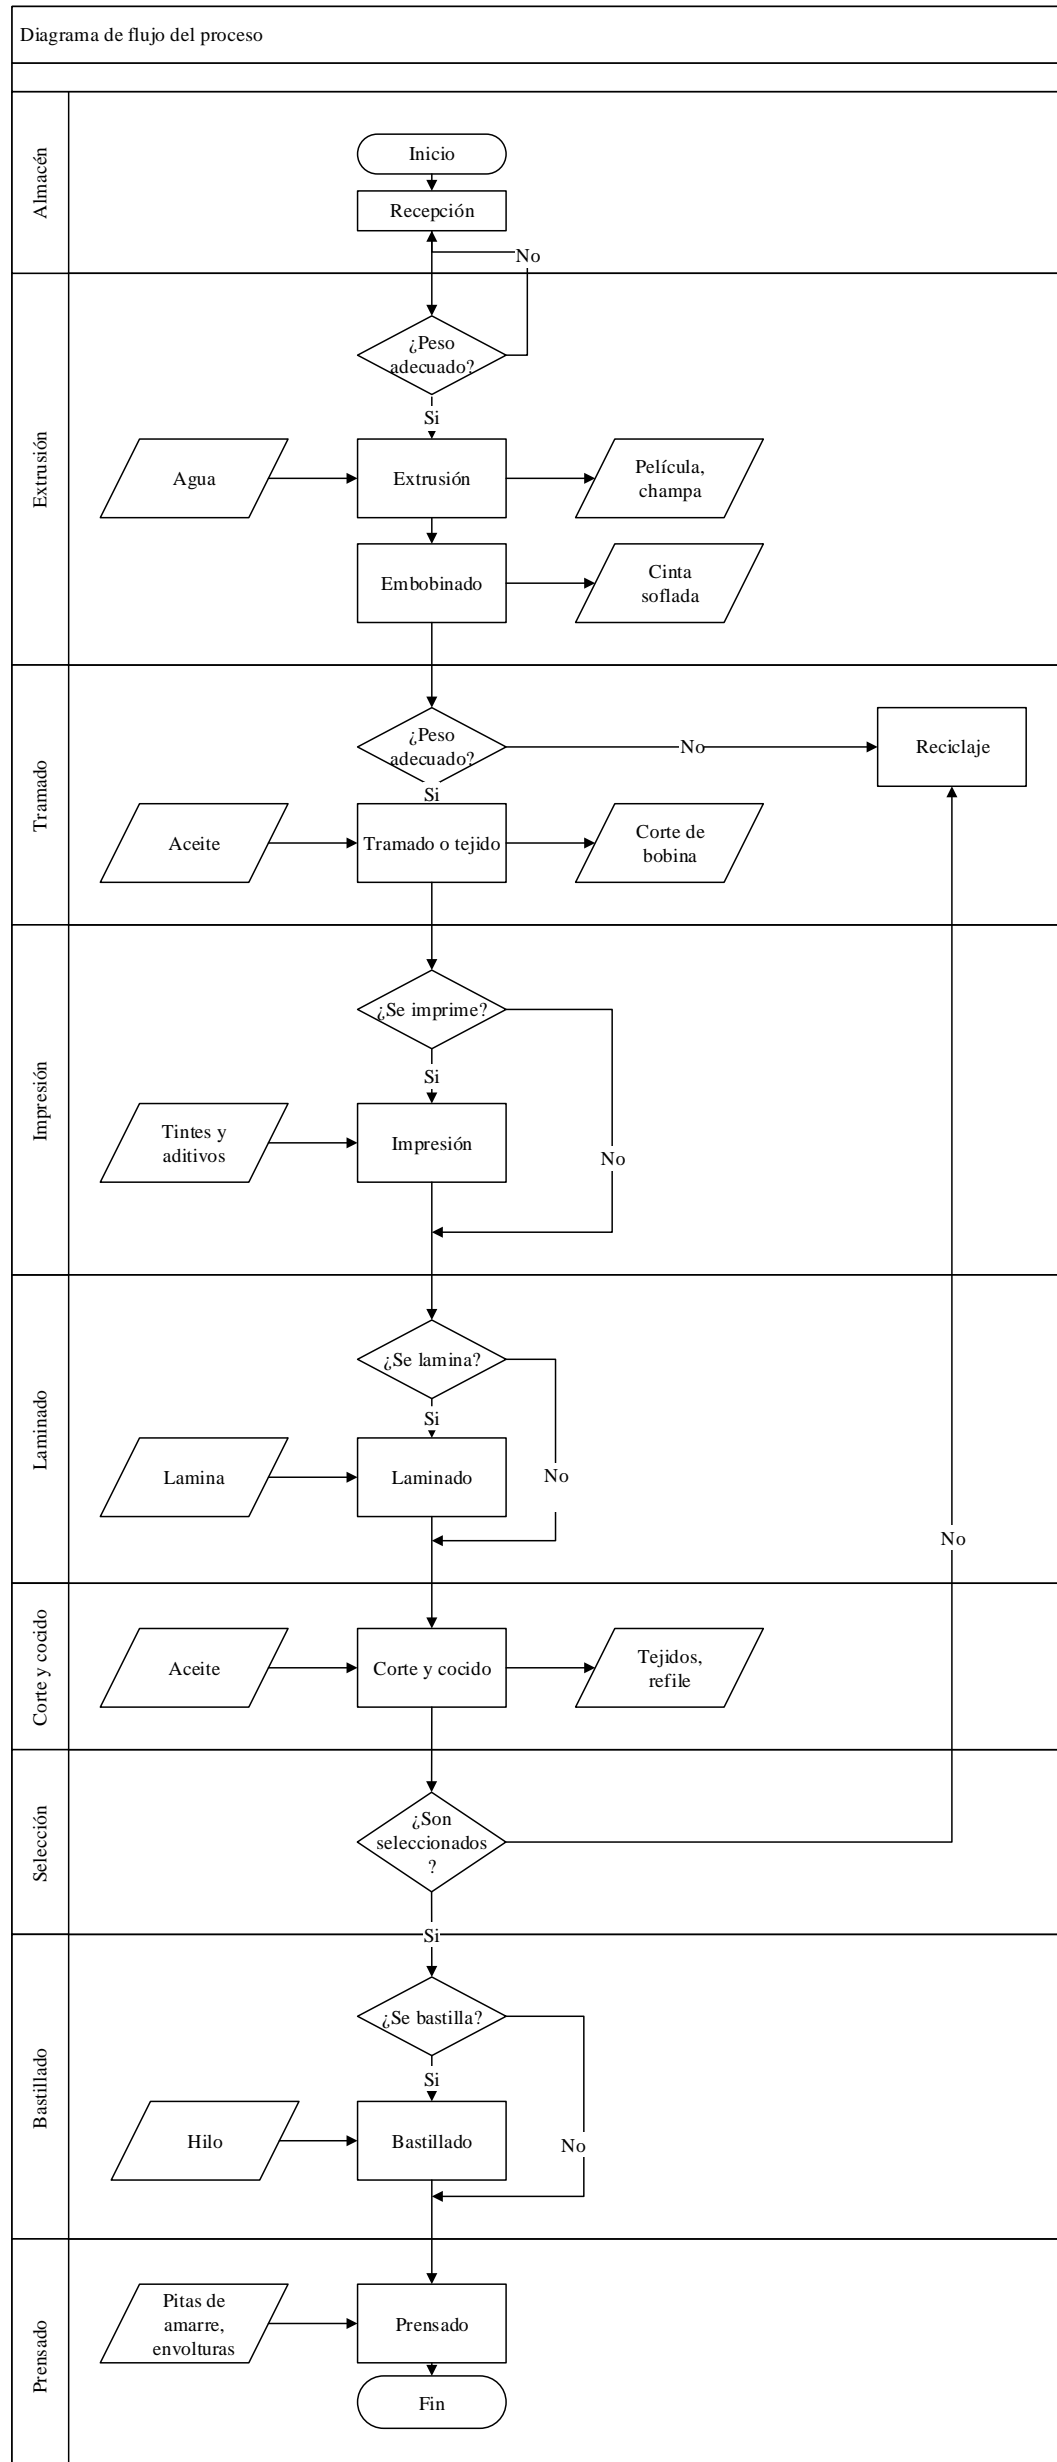 Diagrama de flujo del proceso
Almacén
Inicio
Recepción
No
Extrusión
¿Peso
adecuado?
Si
Agua
Extrusión
Película,
champa
Embobinado
Cinta
soflada
Tramado
¿Peso
adecuado?
No
Reciclaje
Si
Aceite
Tramado o tejido
Corte de
bobina
Impresión
¿Se imprime?
Si
Tintes y
aditivos
Impresión
No
Laminado
¿Se lamina?
Si
Lamina
Laminado
No
No
Corte y cocido
Aceite
Corte y cocido
Tejidos,
refile
Selección
¿Son
seleccionados
?
Si
Bastillado
¿Se bastilla?
Si
Hilo
Bastillado
No
Prensado
Pitas de
amarre,
envolturas
Prensado
Fin